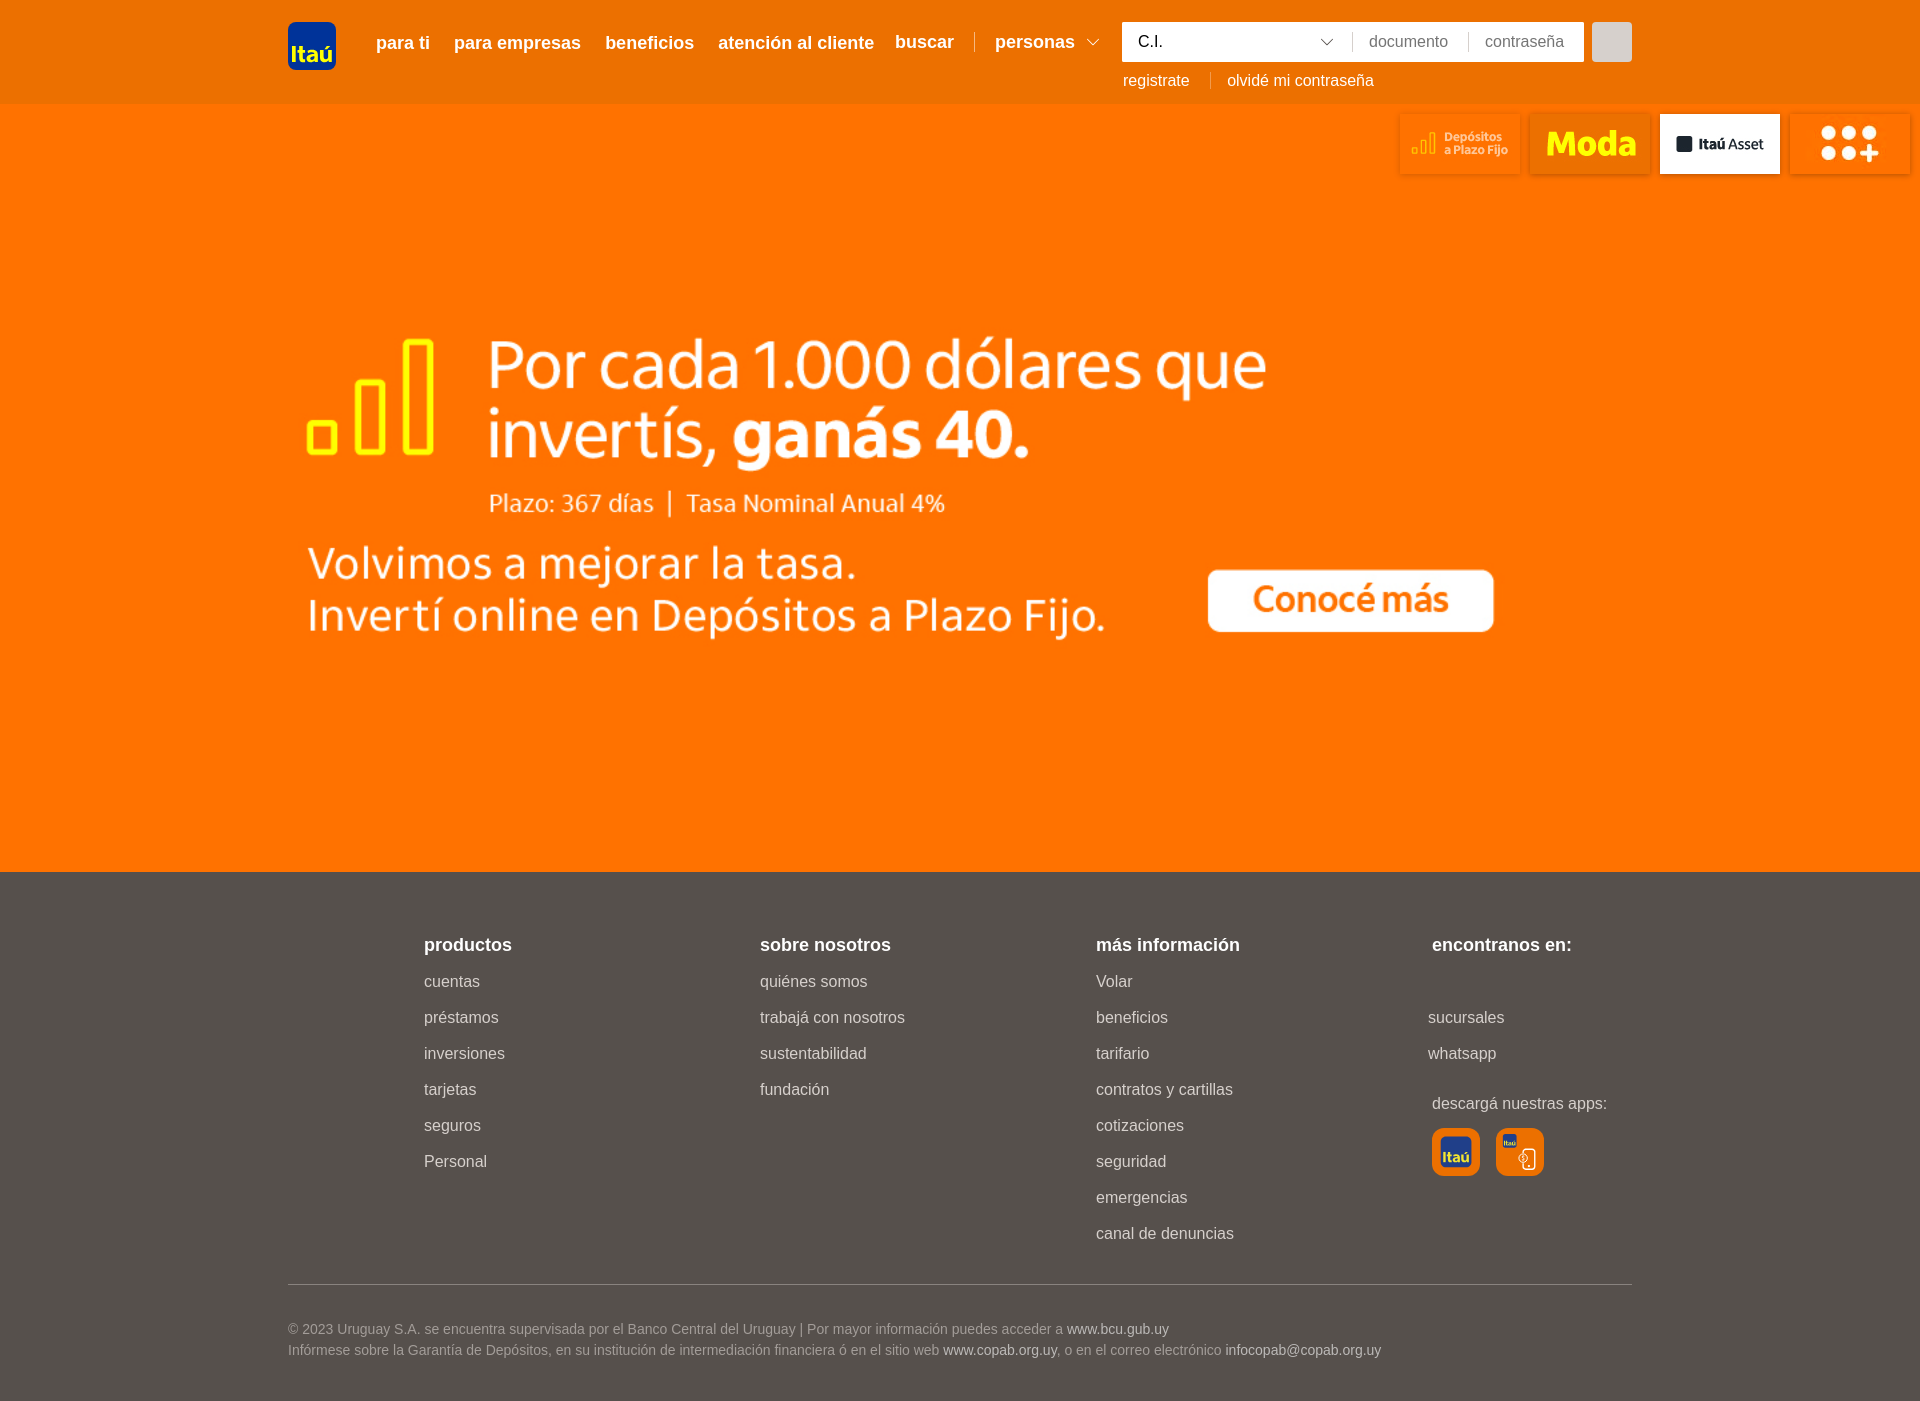 Itaú
para ti
para empresas
beneficios
atención al cliente
buscar
personas
C.I.
documento
contraseña
registrate
olvidé mi contraseña
Depósitos
a Plazo Fijo
Moda
Itaú Asset
Por cada 1.000 dólares que
invertís, ganás 40.
Plazo: 367 días | Tasa Nominal Anual 4%
Volvimos a mejorar la tasa.
Invertí online en Depósitos a Plazo Fijo.
Conocé más
productos
cuentas
préstamos
inversiones
tarjetas
seguros
Personal
sobre nosotros
quiénes somos
trabajá con nosotros
sustentabilidad
fundación
más información
Volar
beneficios
tarifario
contratos y cartillas
cotizaciones
seguridad
emergencias
canal de denuncias
encontranos en:
sucursales
whatsapp
descargá nuestras apps:
Itaú
Itaú
© 2023 Uruguay S.A. se encuentra supervisada por el Banco Central del Uruguay | Por mayor información puedes acceder a www.bcu.gub.uy
Infórmese sobre la Garantía de Depósitos, en su institución de intermediación financiera ó en el sitio web www.copab.org.uy, o en el correo electrónico infocopab@copab.org.uy